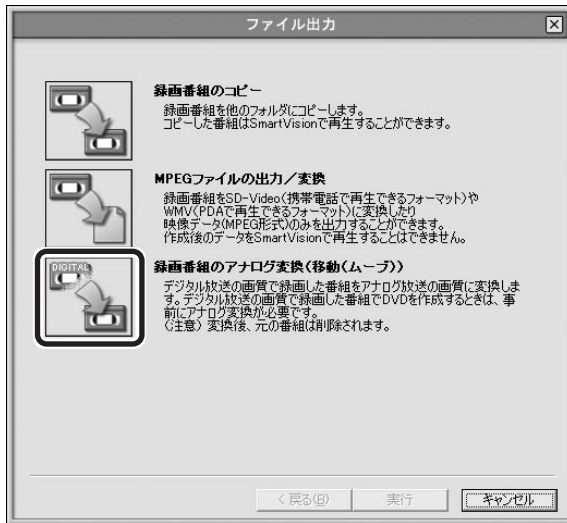 ファイル出力
録画番組のコピー
録画番組を他のフォルダにコピーします。
コピーした番組はSmartVisionで再生することができます。
MPEGファイルの出力／変換
録画番組をSD-Video(携帯電話で再生できるフォーマット)や
WMV(PDAで再生できるフォーマット)に変換したり
映像データ(MPEG形式)のみを出力することができます。
作成後のデータをSmartVisionで再生することはできません。
DIGITAL
録画番組のアナログ変換(移動(ムーブ))
デジタル放送の画質で録画した番組をアナログ放送の画質に変換しま
す。デジタル放送の画質で録画した番組でDVDを作成するときは、事
前にアナログ変換が必要です。
(注意) 変換後、元の番組は削除されます。
< 戻る(B)
実行
キャンセル